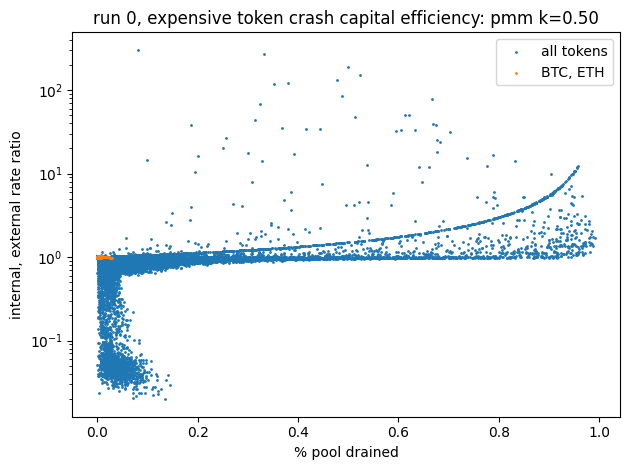 run 0, expensive token crash capital efficiency: pmm k=0.50
all tokens
BTC, ETH
internal, external rate ratio
10²
10¹
10⁰
10⁻¹
0.0 0.2 0.4 0.6 0.8 1.0
% pool drained